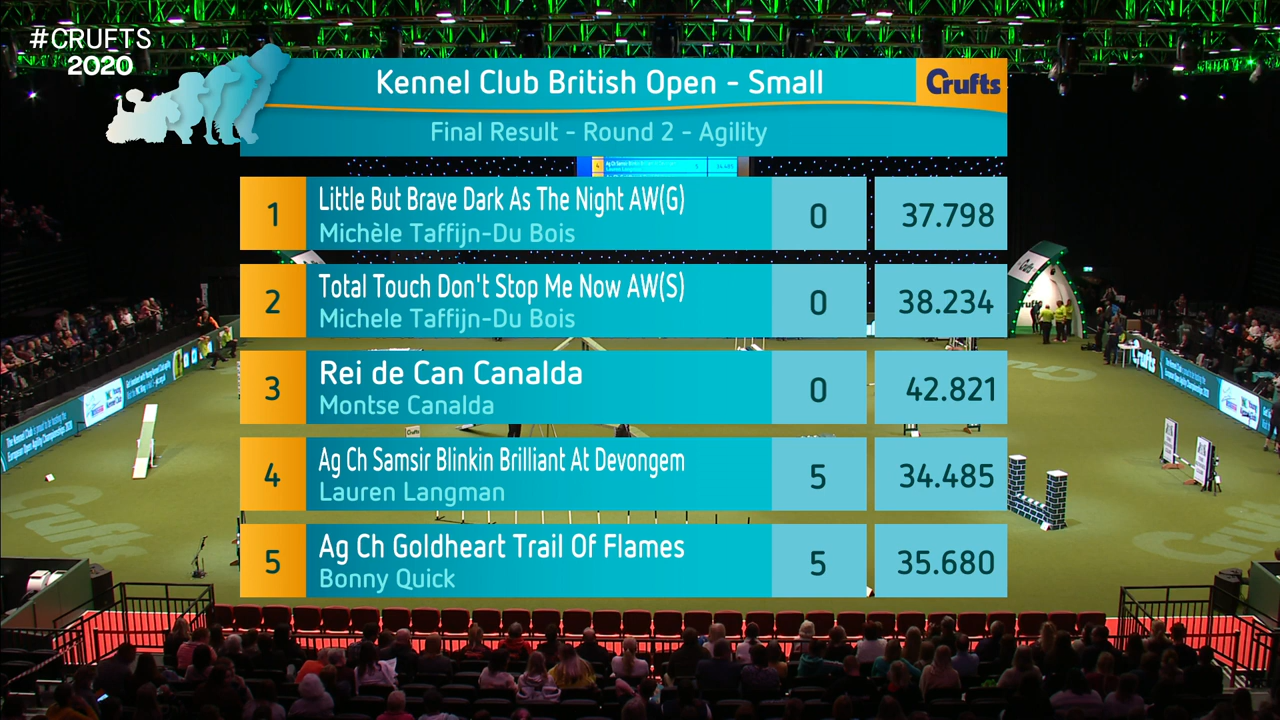 #CRUFTS
2020
Kennel Club British Open - Small
Crufts
Final Result - Round 2 - Agility
1
Little But Brave Dark As The Night AW(G)
Michèle Taffijn-Du Bois
0
37.798
2
Total Touch Don't Stop Me Now AW(S)
Michele Taffijn-Du Bois
0
38.234
3
Rei de Can Canalda
Montse Canalda
0
42.821
4
Ag Ch Samsir Blinkin Brilliant At Devongem
Lauren Langman
5
34.485
5
Ag Ch Goldheart Trail Of Flames
Bonny Quick
5
35.680
Crufts
Crufts
Crufts